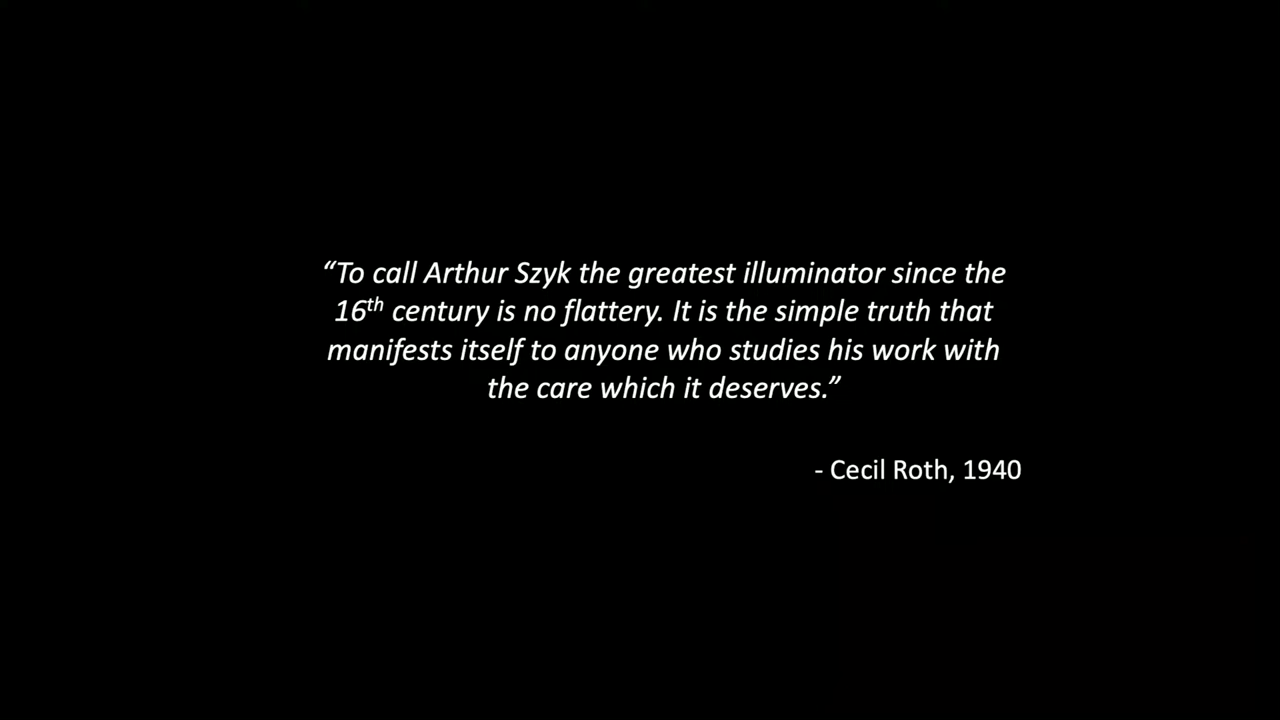 “To call Arthur Szyk the greatest illuminator since the
16th century is no flattery. It is the simple truth that
manifests itself to anyone who studies his work with
the care which it deserves.”
- Cecil Roth, 1940